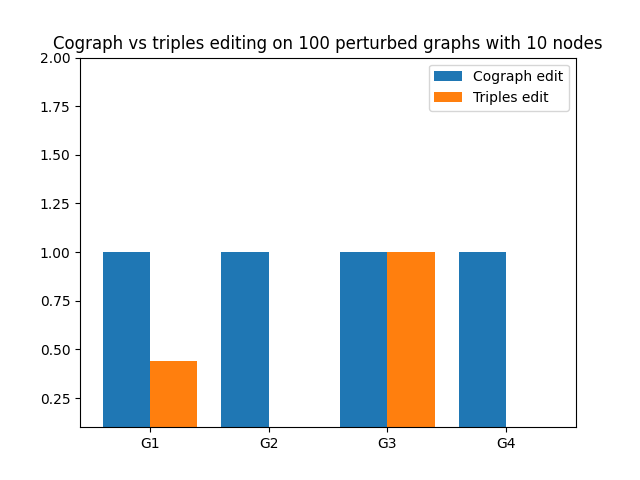 Cograph vs triples editing on 100 perturbed graphs with 10 nodes
2.00
1.75
1.50
1.25
1.00
0.75
0.50
0.25
Cograph edit
Triples edit
G1 G2 G3 G4